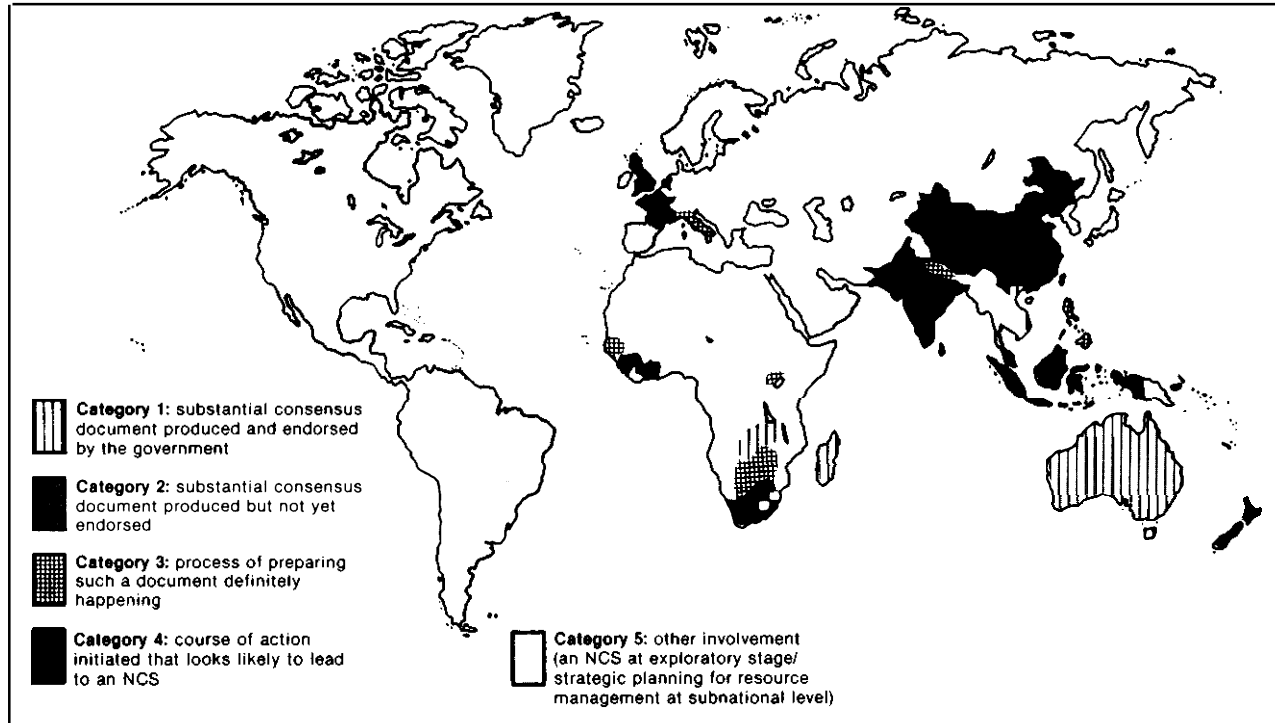 Category 1: substantial consensus
document produced and endorsed
by the government
Category 2: substantial consensus
document produced but not yet
endorsed
Category 3: process of preparing
such a document definitely
happening
Category 4: course of action
initiated that looks likely to lead
to an NCS
Category 5: other involvement
(an NCS at exploratory stage/
strategic planning for resource
management at subnational level)